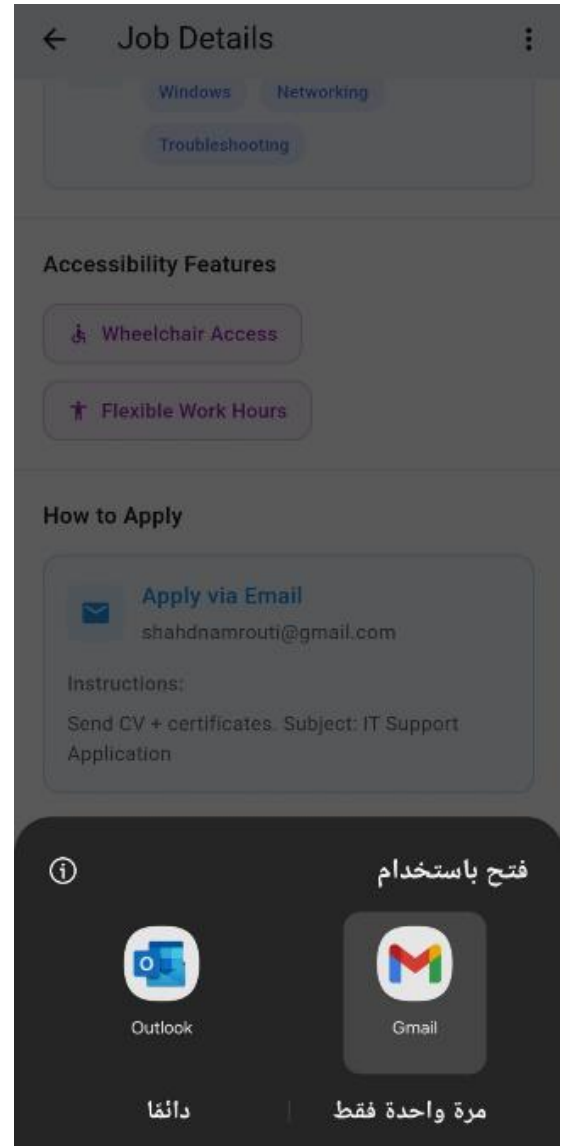 Job Details
Windows Networking
Troubleshooting
Accessibility Features
Wheelchair Access
Flexible Work Hours
How to Apply
Apply via Email
shahdnamrouti@gmail.com
Instructions:
Send CV + certificates. Subject: IT Support
Application
فتح باستخدام
Gmail Outlook
مرة واحدة فقط دائمًا